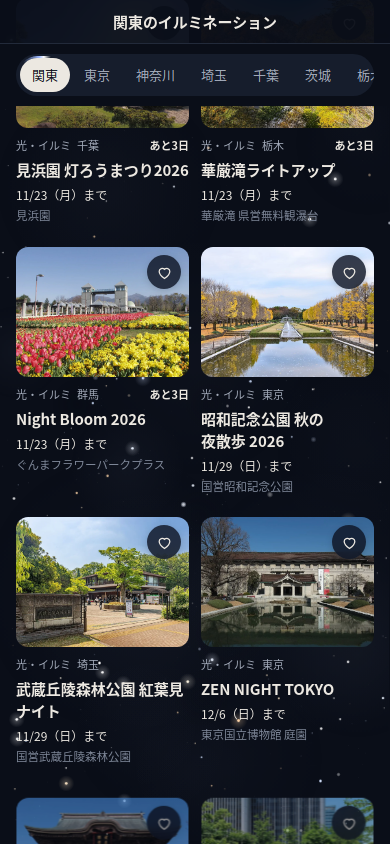 関東のイルミネーション
関東 東京 神奈川 埼玉 千葉 茨城
光・イルミ 千葉 あと3日
見浜園 灯ろうまつり2026
11/23（月）まで
見浜園
光・イルミ 栃木 あと3日
華厳滝ライトアップ
11/23（月）まで
華厳滝 県営無料観瀑台
光・イルミ 群馬 あと3日
Night Bloom 2026
11/23（月）まで
ぐんまフラワーパークプラス
光・イルミ 東京
昭和記念公園 秋の
夜散歩 2026
11/29（日）まで
国営昭和記念公園
光・イルミ 埼玉
武蔵丘陵森林公園 紅葉見
ナイト
11/29（日）まで
国営武蔵丘陵森林公園
光・イルミ 東京
ZEN NIGHT TOKYO
12/6（日）まで
東京国立博物館 庭園